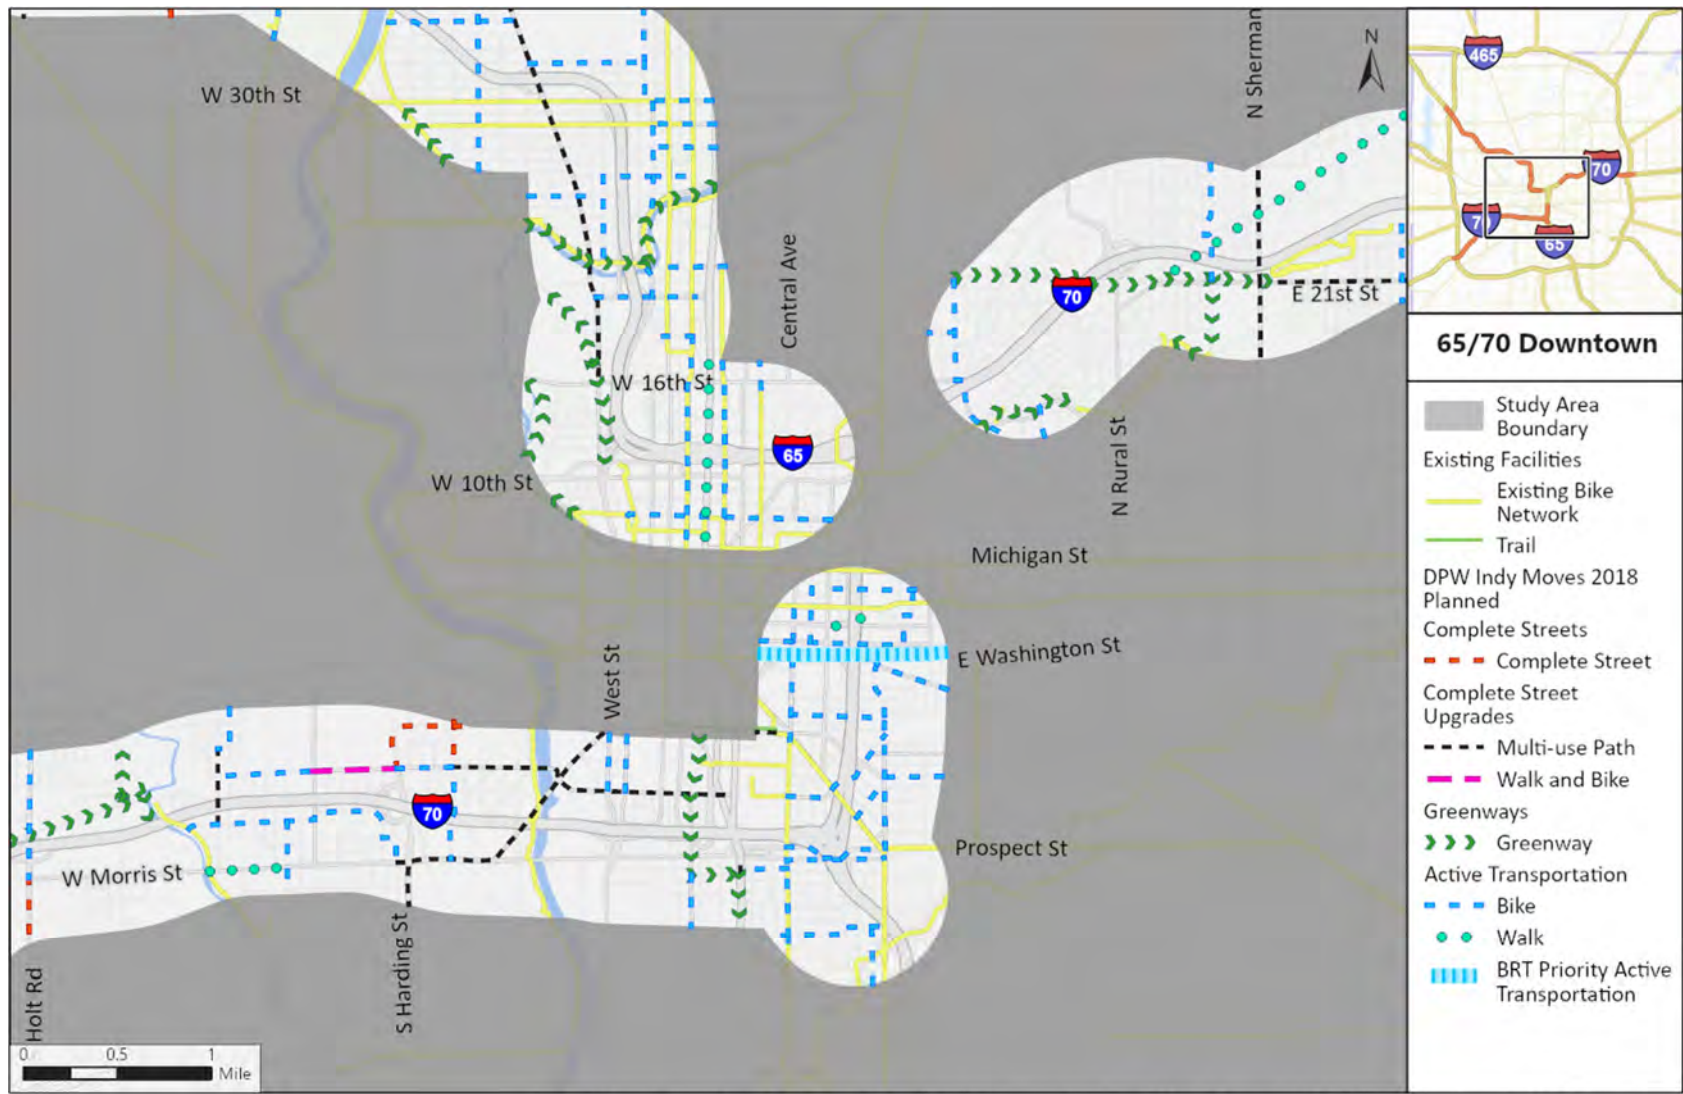 W 30th St
N Sherman
N
Central Ave
70
E 21st St
W 16th St
65
W 10th St
N Rural St
Michigan St
E Washington St
West St
70
Prospect St
W Morris St
S Harding St
Holt Rd
0 0.5 1
Mile
465
70
7
65
65/70 Downtown
Study Area
Boundary
Existing Facilities
Existing Bike
Network
Trail
DPW Indy Moves 2018
Planned
Complete Streets
Complete Street
Complete Street
Upgrades
Multi-use Path
Walk and Bike
Greenways
Greenway
Active Transportation
Bike
Walk
BRT Priority Active
Transportation